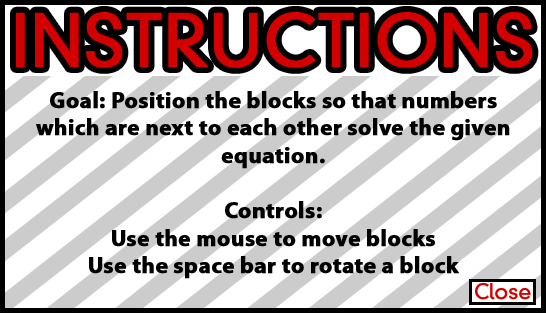 INSTRUCTIONS
Goal: Position the blocks so that numbers
which are next to each other solve the given
equation.
Controls:
Use the mouse to move blocks
Use the space bar to rotate a block
Close